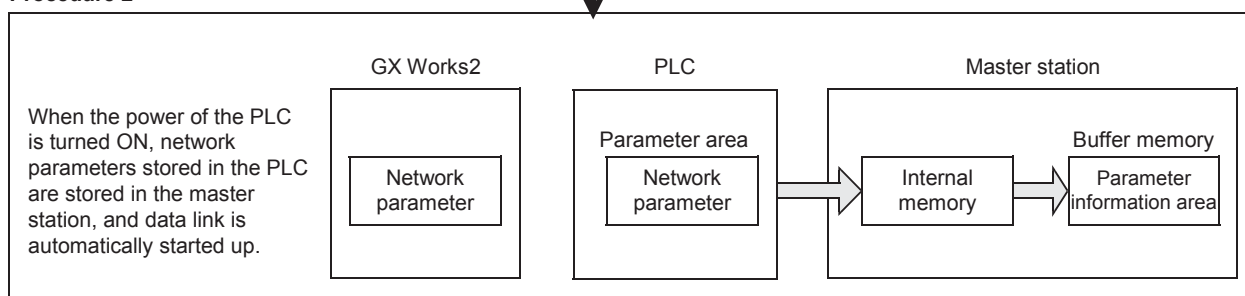 GX Works2
PLC
Master station
When the power of the PLC
is turned ON, network
parameters stored in the PLC
are stored in the master
station, and data link is
automatically started up.
Network
parameter
Parameter area
Network
parameter
Internal
memory
Buffer memory
Parameter
information area